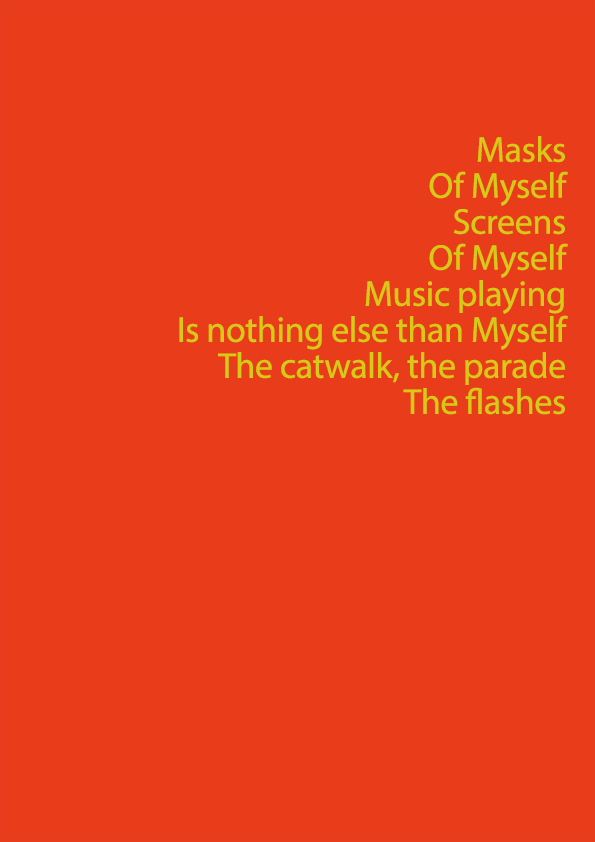 Masks
Of Myself
Screens
Of Myself
Music playing
Is nothing else than Myself
The catwalk, the parade
The flashes